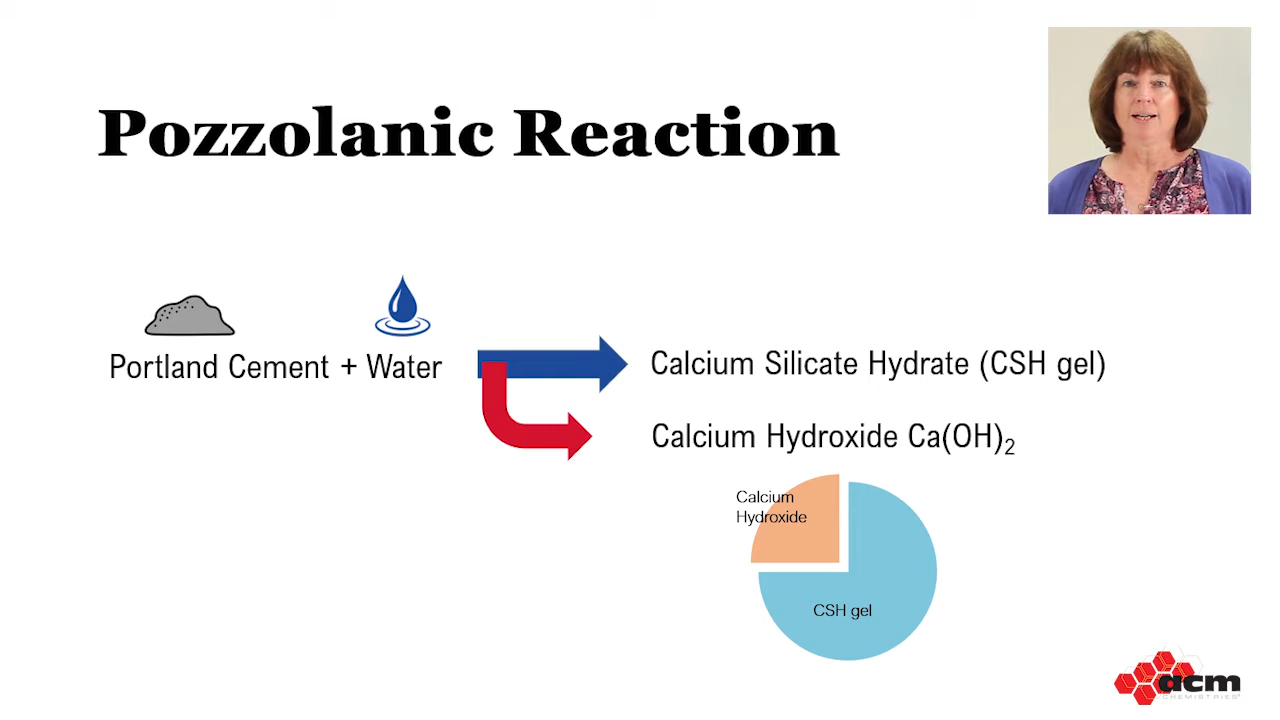 Pozzolanic Reaction
Portland Cement + Water
Calcium Silicate Hydrate (CSH gel)
Calcium Hydroxide Ca(OH)₂
Calcium
Hydroxide
CSH gel
acm
CHEMISTRIES